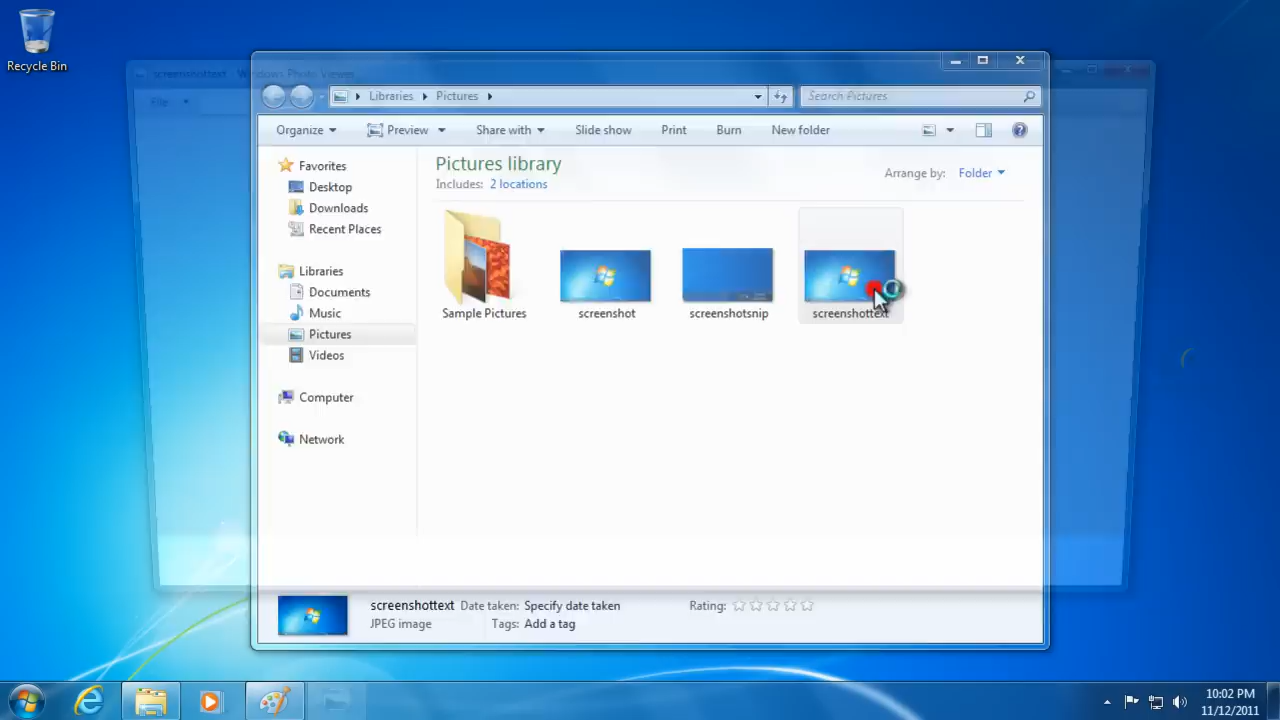 Recycle Bin
screenshottext - Windows Photo Viewer
File
Libraries Pictures
Search Pictures
Organize Preview Share with Slide show Print Burn New folder
Favorites
Desktop
Downloads
Recent Places
Libraries
Documents
Music
Pictures
Videos
Computer
Network
Pictures library
Includes: 2 locations
Arrange by: Folder
Sample Pictures
screenshot
screenshotsnip
screenshottext
screenshottext Date taken: Specify date taken Rating:
JPEG image Tags: Add a tag
10:02 PM
11/12/2011